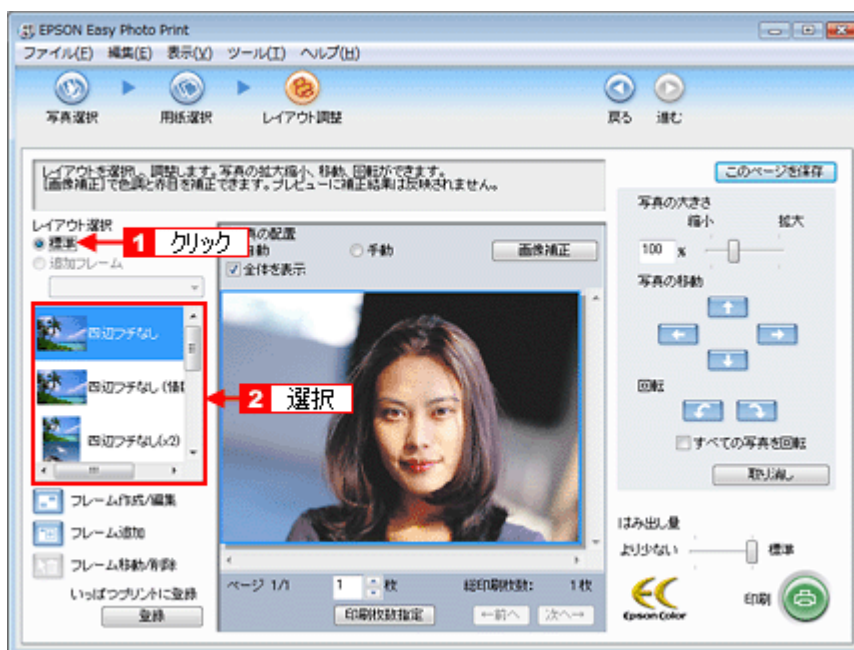 EPSON Easy Photo Print
ファイル(F) 編集(E) 表示(V) ツール(T) ヘルプ(H)
写真選択 用紙選択 レイアウト調整 戻る 進む
レイアウトを選択し、調整します。写真の拡大縮小、移動、回転ができます。
[画像補正]で色調と赤目を補正できます。プレビューに補正結果は反映されません。
このページを保存
レイアウト選択
標準
1 クリック
追加フレーム
の配置
手動
画像補正
全体を表示
四辺フチなし
四辺フチなし
四辺フチなし(x2)
2 選択
フレーム作成/編集
フレーム追加
フレーム移動/削除
いっぱつプリントに登録
登録
ページ 1/1 1 枚 総印刷枚数: 1 枚
印刷枚数指定 ←前へ 次へ→
写真の大きさ
縮小 拡大
100 %
写真の移動
回転
すべての写真を回転
取り消し
はみ出し量
より少ない 標準
Epson Color
印刷